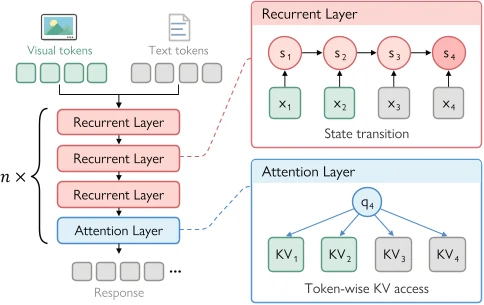 Visual tokens
Text tokens
n ×
Recurrent Layer
Recurrent Layer
Recurrent Layer
Attention Layer
...
Response
Recurrent Layer
s1 s2 s3 s4
x1 x2 x3 x4
State transition
Attention Layer
q4
KV1 KV2 KV3 KV4
Token-wise KV access